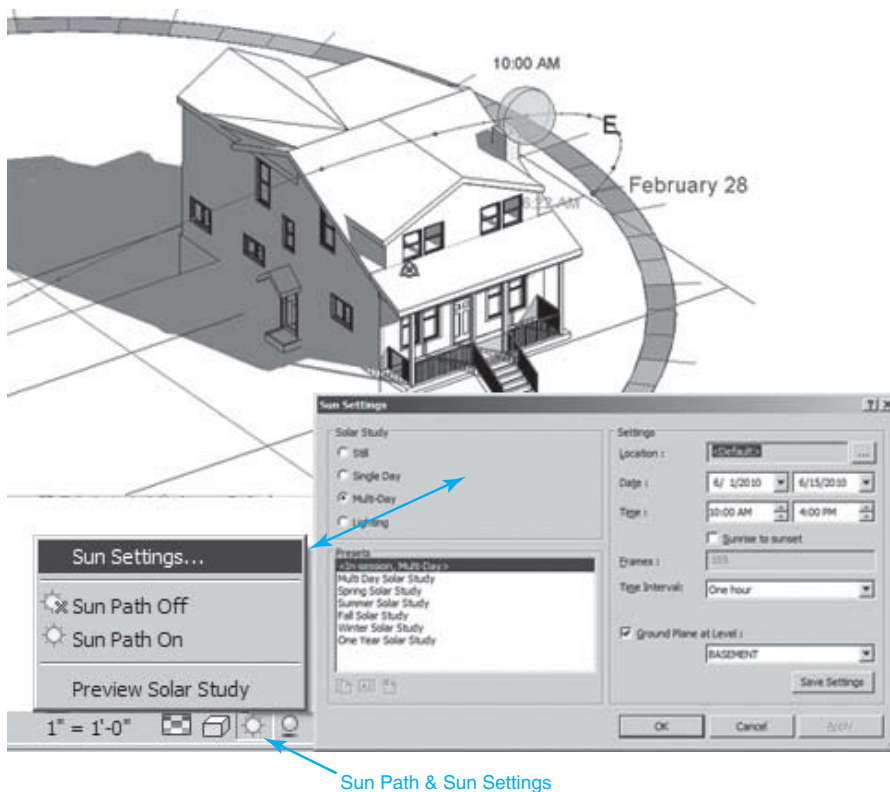 10:00 AM
E
February 28
8:22 AM
Sun Settings
Solar Study
Still
Single Day
Multi-Day
Lighting
Presets
<In-session, Multi-Day>
Multi Day Solar Study
Spring Solar Study
Summer Solar Study
Fall Solar Study
Winter Solar Study
One Year Solar Study
Settings
Location :
<Default>
...
Date :
6/ 1/2010
6/15/2010
Time :
10:00 AM
4:00 PM
Sunrise to sunset
Frames :
Time Interval:
One hour
Ground Plane at Level :
BASEMENT
Save Settings
OK
Cancel
Apply
Sun Settings...
Sun Path Off
Sun Path On
Preview Solar Study
1" = 1'-0"
Sun Path & Sun Settings